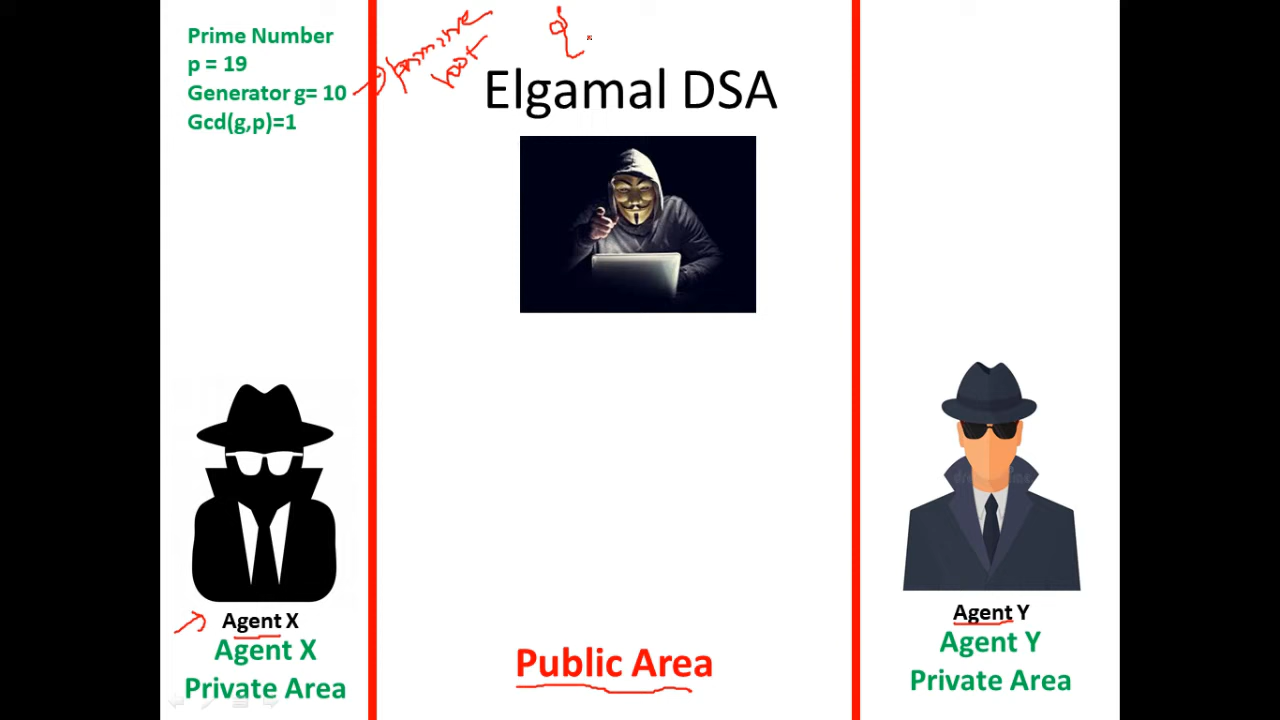 Prime Number
p = 19
Generator g= 10
Gcd(g,p)=1
primitive
root
Elgamal DSA
Agent X
Agent X
Private Area
Public Area
Agent Y
Agent Y
Private Area